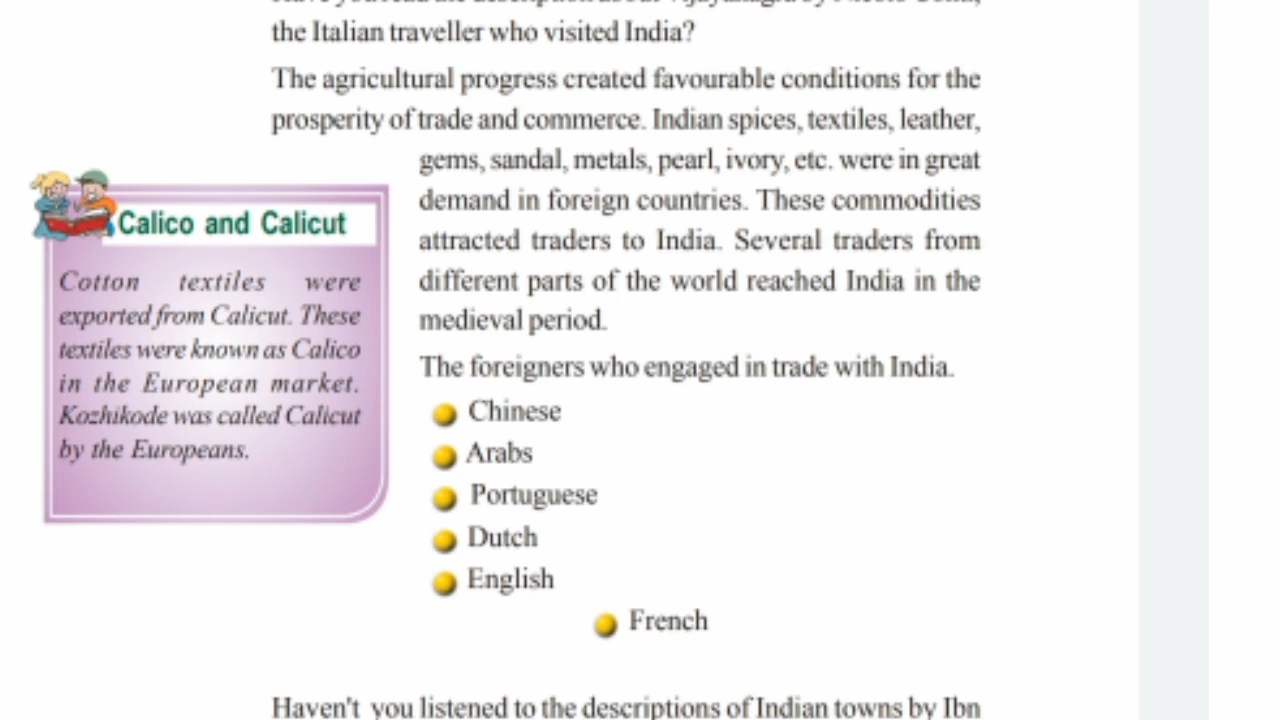 the Italian traveller who visited India?
The agricultural progress created favourable conditions for the
prosperity of trade and commerce. Indian spices, textiles, leather,
gems, sandal, metals, pearl, ivory, etc. were in great
demand in foreign countries. These commodities
attracted traders to India. Several traders from
different parts of the world reached India in the
medieval period.
Calico and Calicut
Cotton textiles were
exported from Calicut. These
textiles were known as Calico
in the European market.
Kozhikode was called Calicut
by the Europeans.
The foreigners who engaged in trade with India.
Chinese
Arabs
Portuguese
Dutch
English
French
Haven't you listened to the descriptions of Indian towns by Ibn